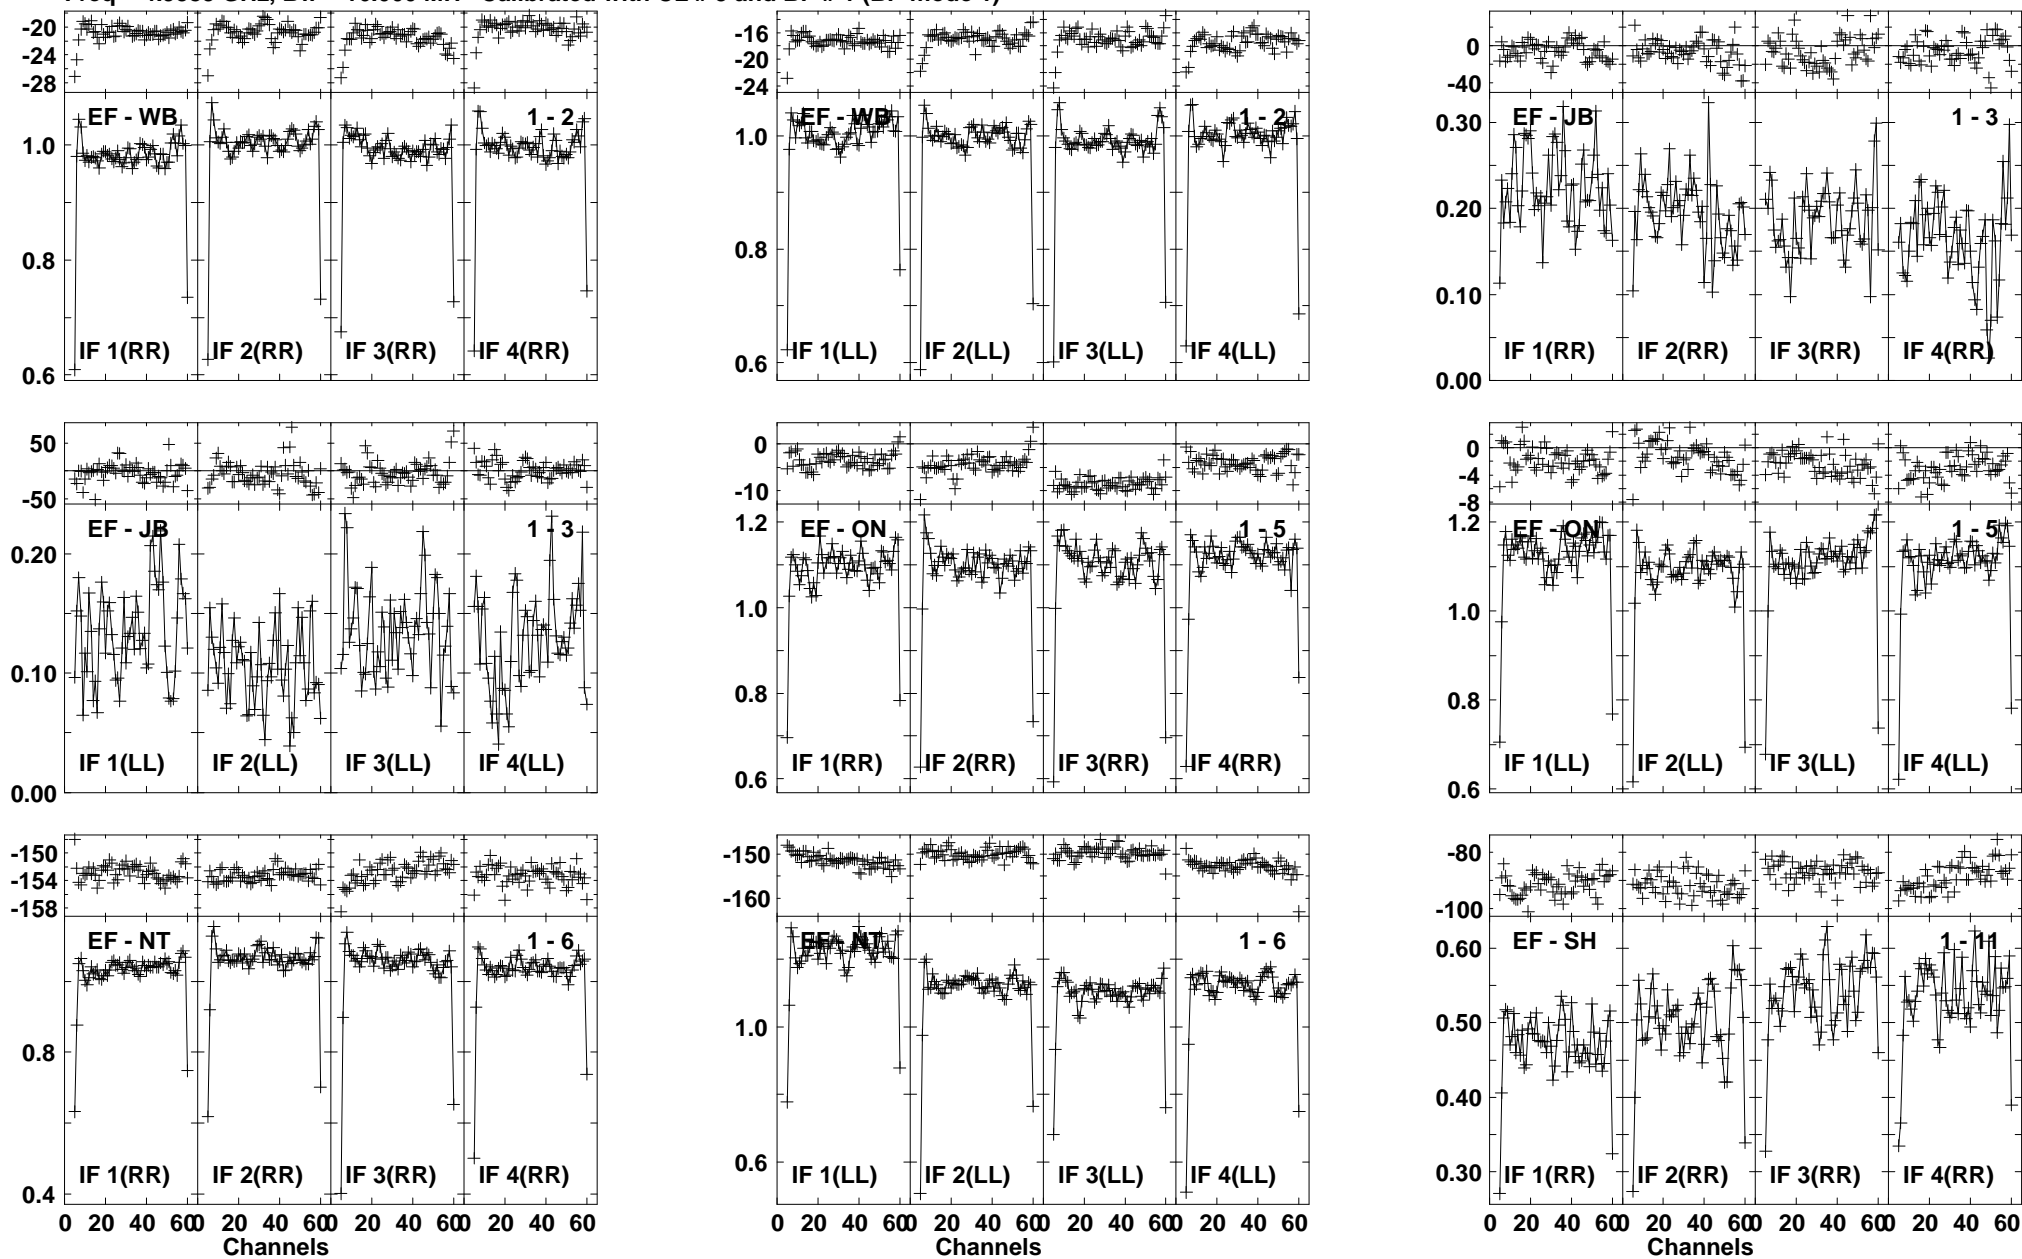 Calibrated with
-20
-24
-28
EF - WB 1 - 2
1.0
0.8
0.6
IF 1(RR) IF 2(RR) IF 3(RR) IF 4(RR)
-16
-20
-24
EF - WB 1 - 2
1.0
0.8
0.6
IF 1(LL) IF 2(LL) IF 3(LL) IF 4(LL)
0
-40
EF - JB 1 - 3
0.30
0.20
0.10
0.00
IF 1(RR) IF 2(RR) IF 3(RR) IF 4(RR)
50
0
-50
EF - JB 1 - 3
0.20
0.10
0.00
IF 1(LL) IF 2(LL) IF 3(LL) IF 4(LL)
0
-10
EF - ON 1 - 5
1.2
1.0
0.8
0.6
IF 1(RR) IF 2(RR) IF 3(RR) IF 4(RR)
0
-4
-8
EF - ON 1 - 5
1.2
1.0
0.8
0.6
IF 1(LL) IF 2(LL) IF 3(LL) IF 4(LL)
-150
-154
-158
EF - NT 1 - 6
0.8
0.4
IF 1(RR) IF 2(RR) IF 3(RR) IF 4(RR)
0 20 40 60 0 20 40 60 0 20 40 60 0 20 40 60
Channels
-150
-160
EF - NT 1 - 6
1.0
0.6
IF 1(LL) IF 2(LL) IF 3(LL) IF 4(LL)
0 20 40 60 0 20 40 60 0 20 40 60 0 20 40 60
Channels
-80
-100
EF - SH 1 - 11
0.60
0.50
0.40
0.30
IF 1(RR) IF 2(RR) IF 3(RR) IF 4(RR)
0 20 40 60 0 20 40 60 0 20 40 60 0 20 40 60
Channels